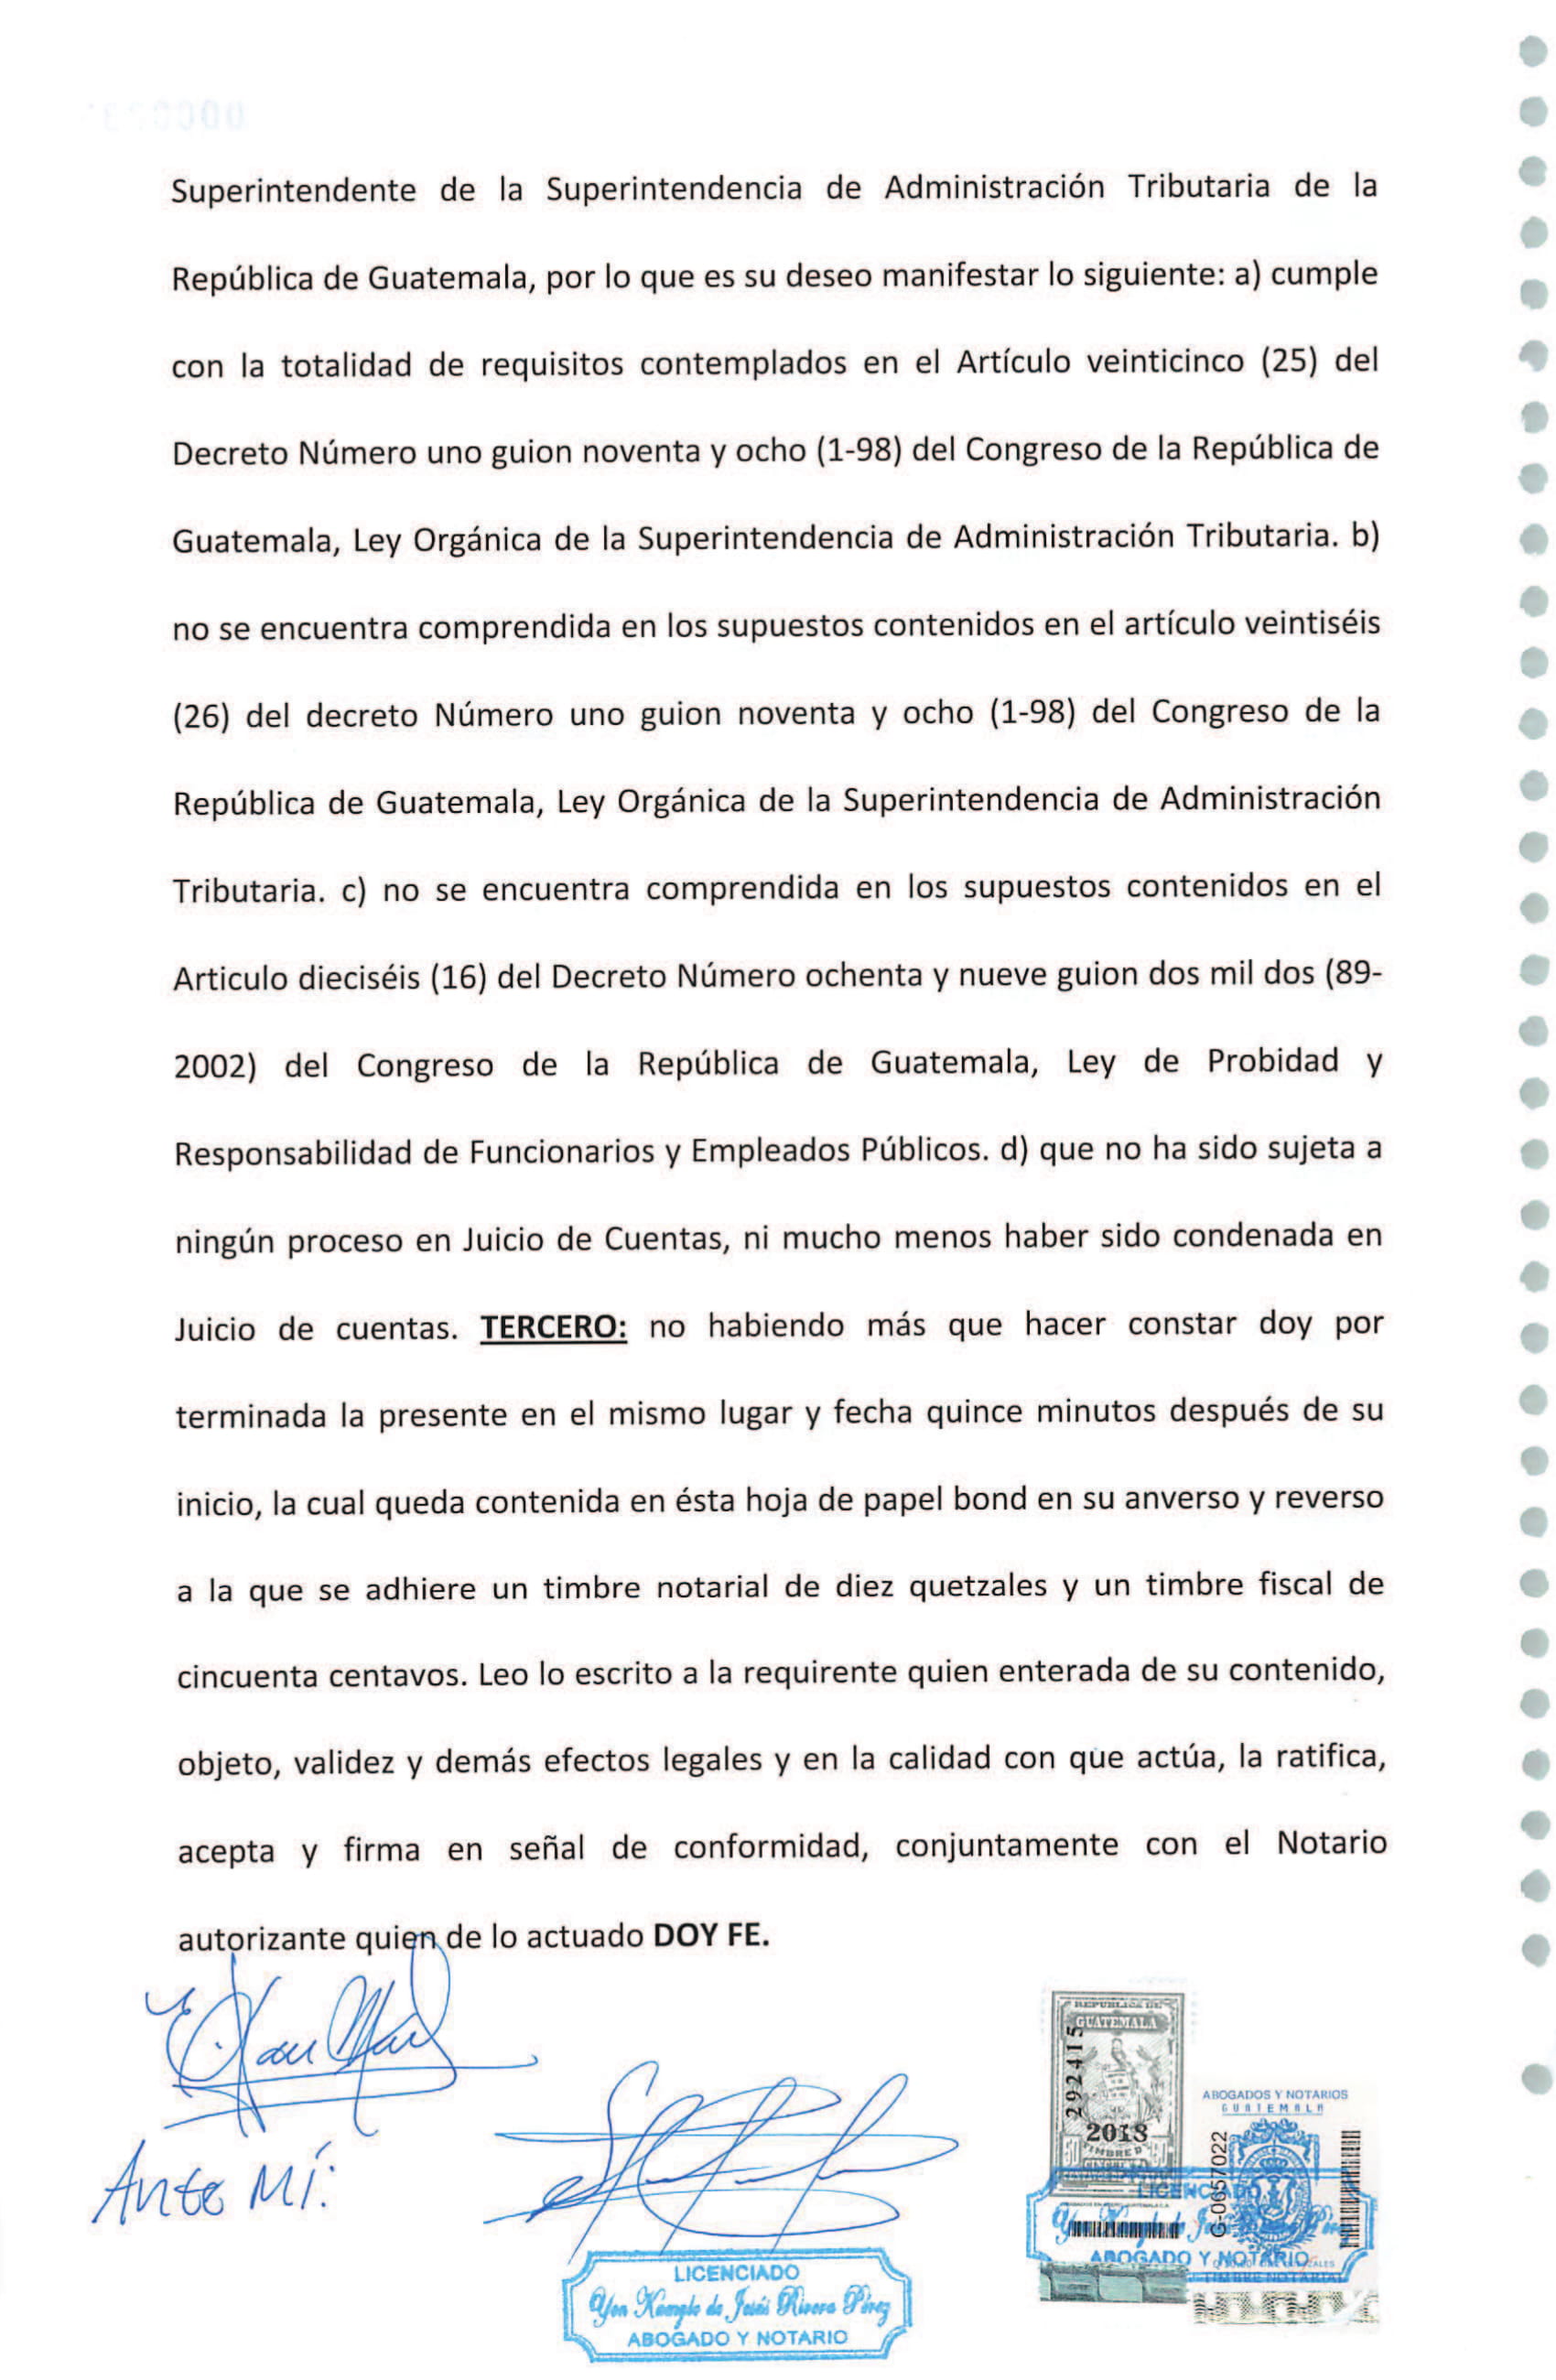 Superintendente de la Superintendencia de Administración Tributaria de la
República de Guatemala, por lo que es su deseo manifestar lo siguiente: a) cumple
con la totalidad de requisitos contemplados en el Artículo veinticinco (25) del
Decreto Número uno guion noventa y ocho (1-98) del Congreso de la República de
Guatemala, Ley Orgánica de la Superintendencia de Administración Tributaria. b)
no se encuentra comprendida en los supuestos contenidos en el artículo veintiséis
(26) del decreto Número uno guion noventa y ocho (1-98) del Congreso de la
República de Guatemala, Ley Orgánica de la Superintendencia de Administración
Tributaria. c) no se encuentra comprendida en los supuestos contenidos en el
Articulo dieciséis (16) del Decreto Número ochenta y nueve guion dos mil dos (89-
2002) del Congreso de la República de Guatemala, Ley de Probidad y
Responsabilidad de Funcionarios y Empleados Públicos. d) que no ha sido sujeta a
ningún proceso en Juicio de Cuentas, ni mucho menos haber sido condenada en
Juicio de cuentas. TERCERO: no habiendo más que hacer constar doy por
terminada la presente en el mismo lugar y fecha quince minutos después de su
inicio, la cual queda contenida en ésta hoja de papel bond en su anverso y reverso
a la que se adhiere un timbre notarial de diez quetzales y un timbre fiscal de
cincuenta centavos. Leo lo escrito a la requirente quien enterada de su contenido,
objeto, validez y demás efectos legales y en la calidad con que actúa, la ratifica,
acepta y firma en señal de conformidad, conjuntamente con el Notario
autorizante quien de lo actuado DOY FE.
Ante Mí:
LICENCIADO
de Jesús Rivera Pérez
ABOGADO Y NOTARIO
REPUBLICA DE
GUATEMALA
292415
2018
ABOGADOS Y NOTARIOS
GUATEMALA
G-0657022
LICENCIADO
ABOGADO Y NOTARIO
TIMBRE NOTARIAL